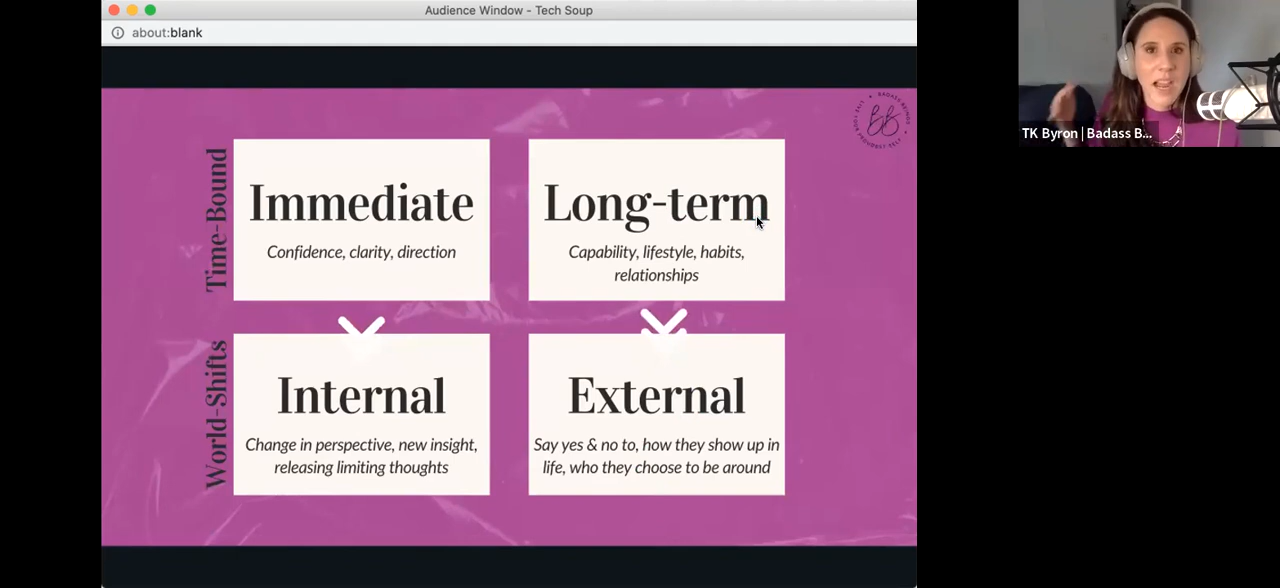 Audience Window - Tech Soup
about:blank
Time-Bound
Immediate
Confidence, clarity, direction
Long-term
Capability, lifestyle, habits,
relationships
World-Shifts
Internal
Change in perspective, new insight,
releasing limiting thoughts
External
Say yes & no to, how they show up in
life, who they choose to be around
BB
TK Byron | Badass B...